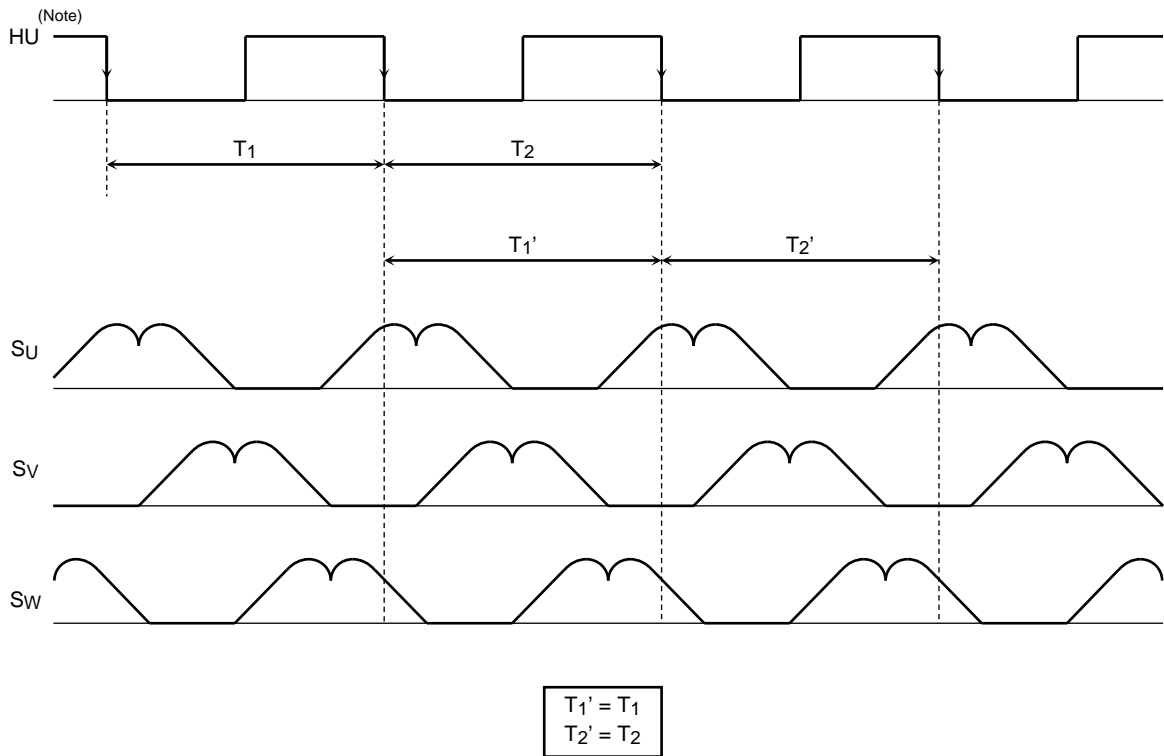 (Note)
HU
T1
T2
T1’
T2’
SU
SV
SW
T1’ = T1
T2’ = T2